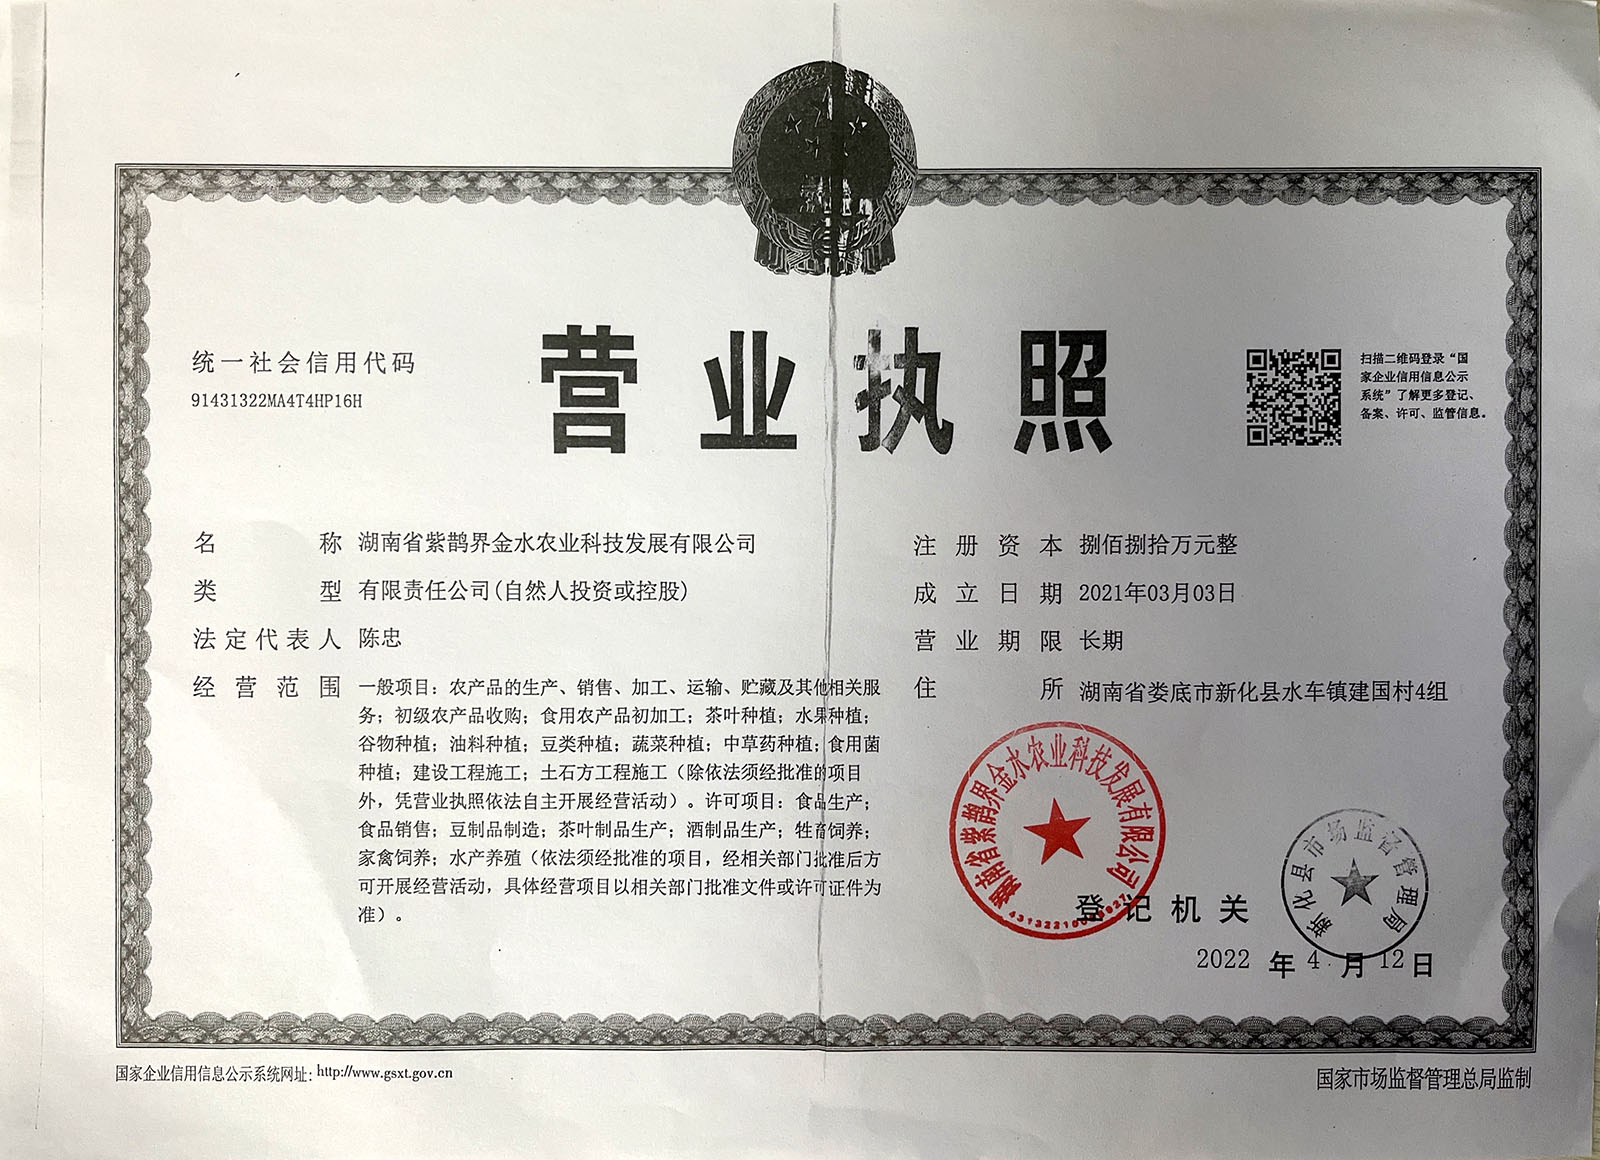 营业执照
统一社会信用代码
91431322MA4T4HP16H
扫描二维码登录“国
家企业信用信息公示
系统”了解更多登记、
备案、许可、监管信息。
名称 湖南省紫鹊界金水农业科技发展有限公司
类型 有限责任公司(自然人投资或控股)
法定代表人 陈忠
经营范围 一般项目：农产品的生产、销售、加工、运输、贮藏及其他相关服
务；初级农产品收购；食用农产品初加工；茶叶种植；水果种植；
谷物种植；油料种植；豆类种植；蔬菜种植；中草药种植；食用菌
种植；建设工程施工；土石方工程施工（除依法须经批准的项目
外，凭营业执照依法自主开展经营活动）。许可项目：食品生产；
食品销售；豆制品制造；茶叶制品生产；酒制品生产；牲畜饲养；
家禽饲养；水产养殖（依法须经批准的项目，经相关部门批准后方
可开展经营活动，具体经营项目以相关部门批准文件或许可证件为
准）。
注册资本 捌佰捌拾万元整
成立日期 2021年03月03日
营业期限 长期
住所 湖南省娄底市新化县水车镇建国村4组
湖南省紫鹊界金水农业科技发展有限公司
登记机关
新化县市场监督管理局
2022年4月12日
国家企业信用信息公示系统网址：http://www.gsxt.gov.cn
国家市场监督管理总局监制